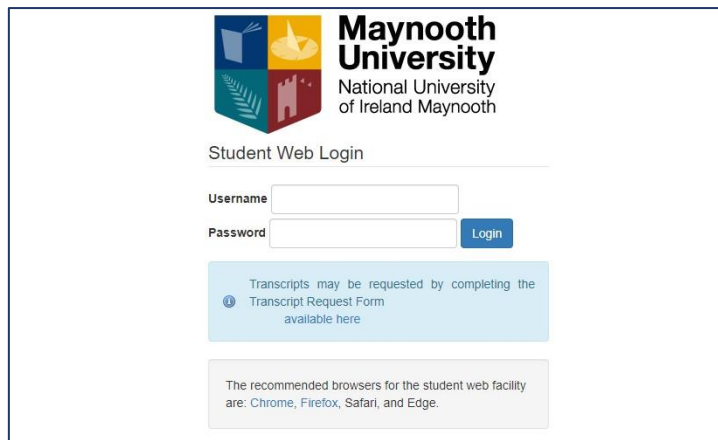 Maynooth
University
National University
of Ireland Maynooth
Student Web Login
Username
Password
Login
Transcripts may be requested by completing the
Transcript Request Form
available here
The recommended browsers for the student web facility
are: Chrome, Firefox, Safari, and Edge.